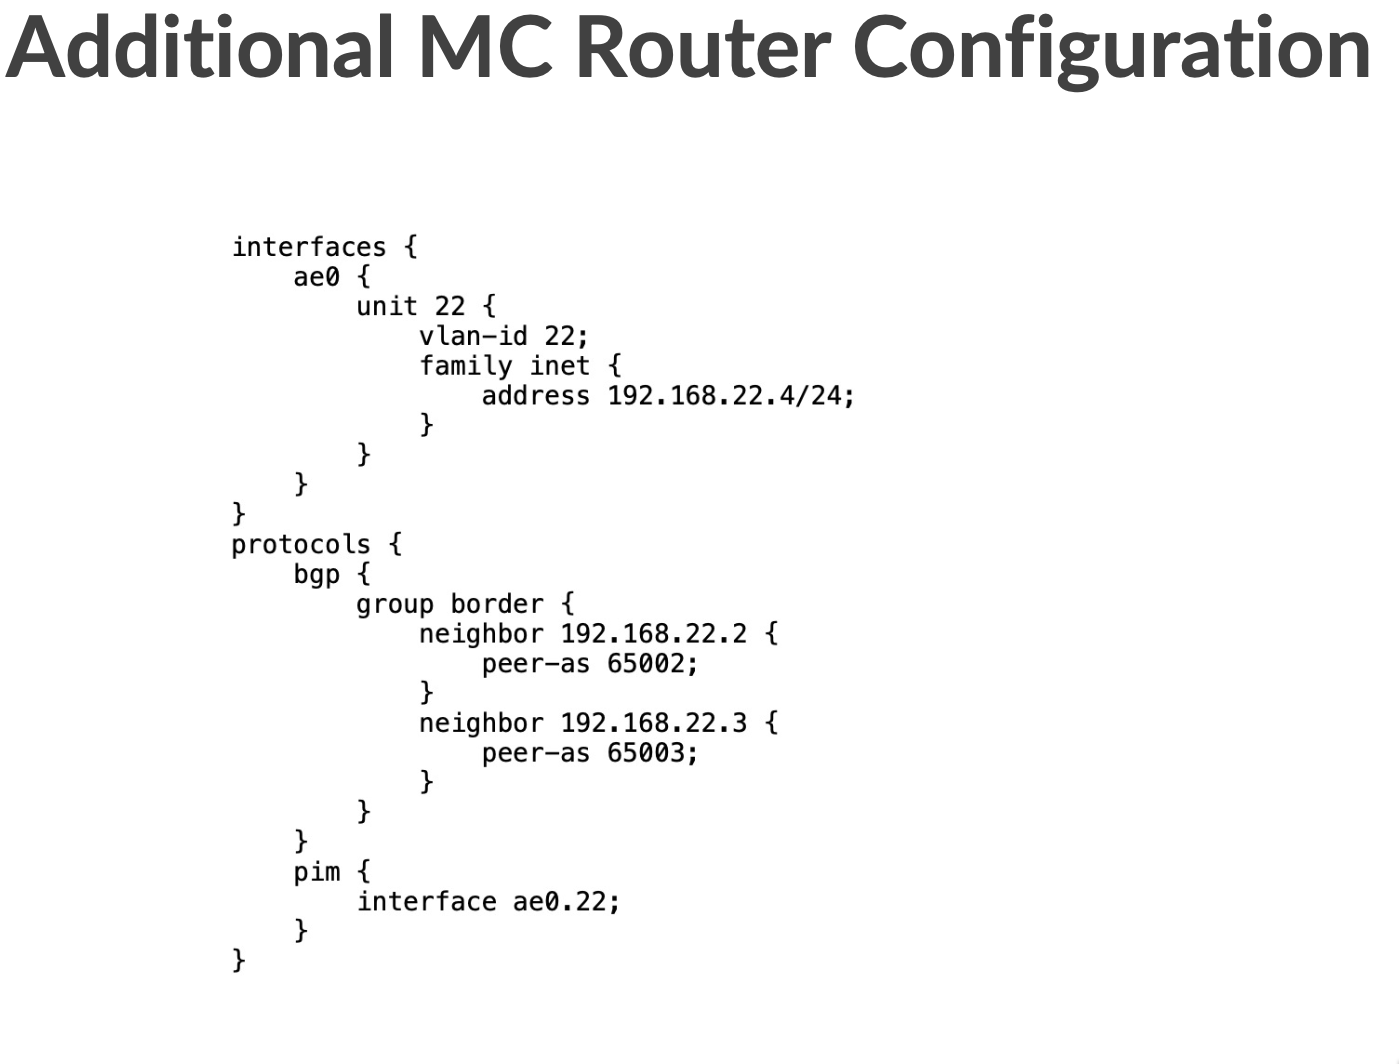 Additional MC Router Configuration
interfaces {
    ae0 {
        unit 22 {
            vlan-id 22;
            family inet {
                address 192.168.22.4/24;
            }
        }
    }
}
protocols {
    bgp {
        group border {
            neighbor 192.168.22.2 {
                peer-as 65002;
            }
            neighbor 192.168.22.3 {
                peer-as 65003;
            }
        }
    }
    pim {
        interface ae0.22;
    }
}